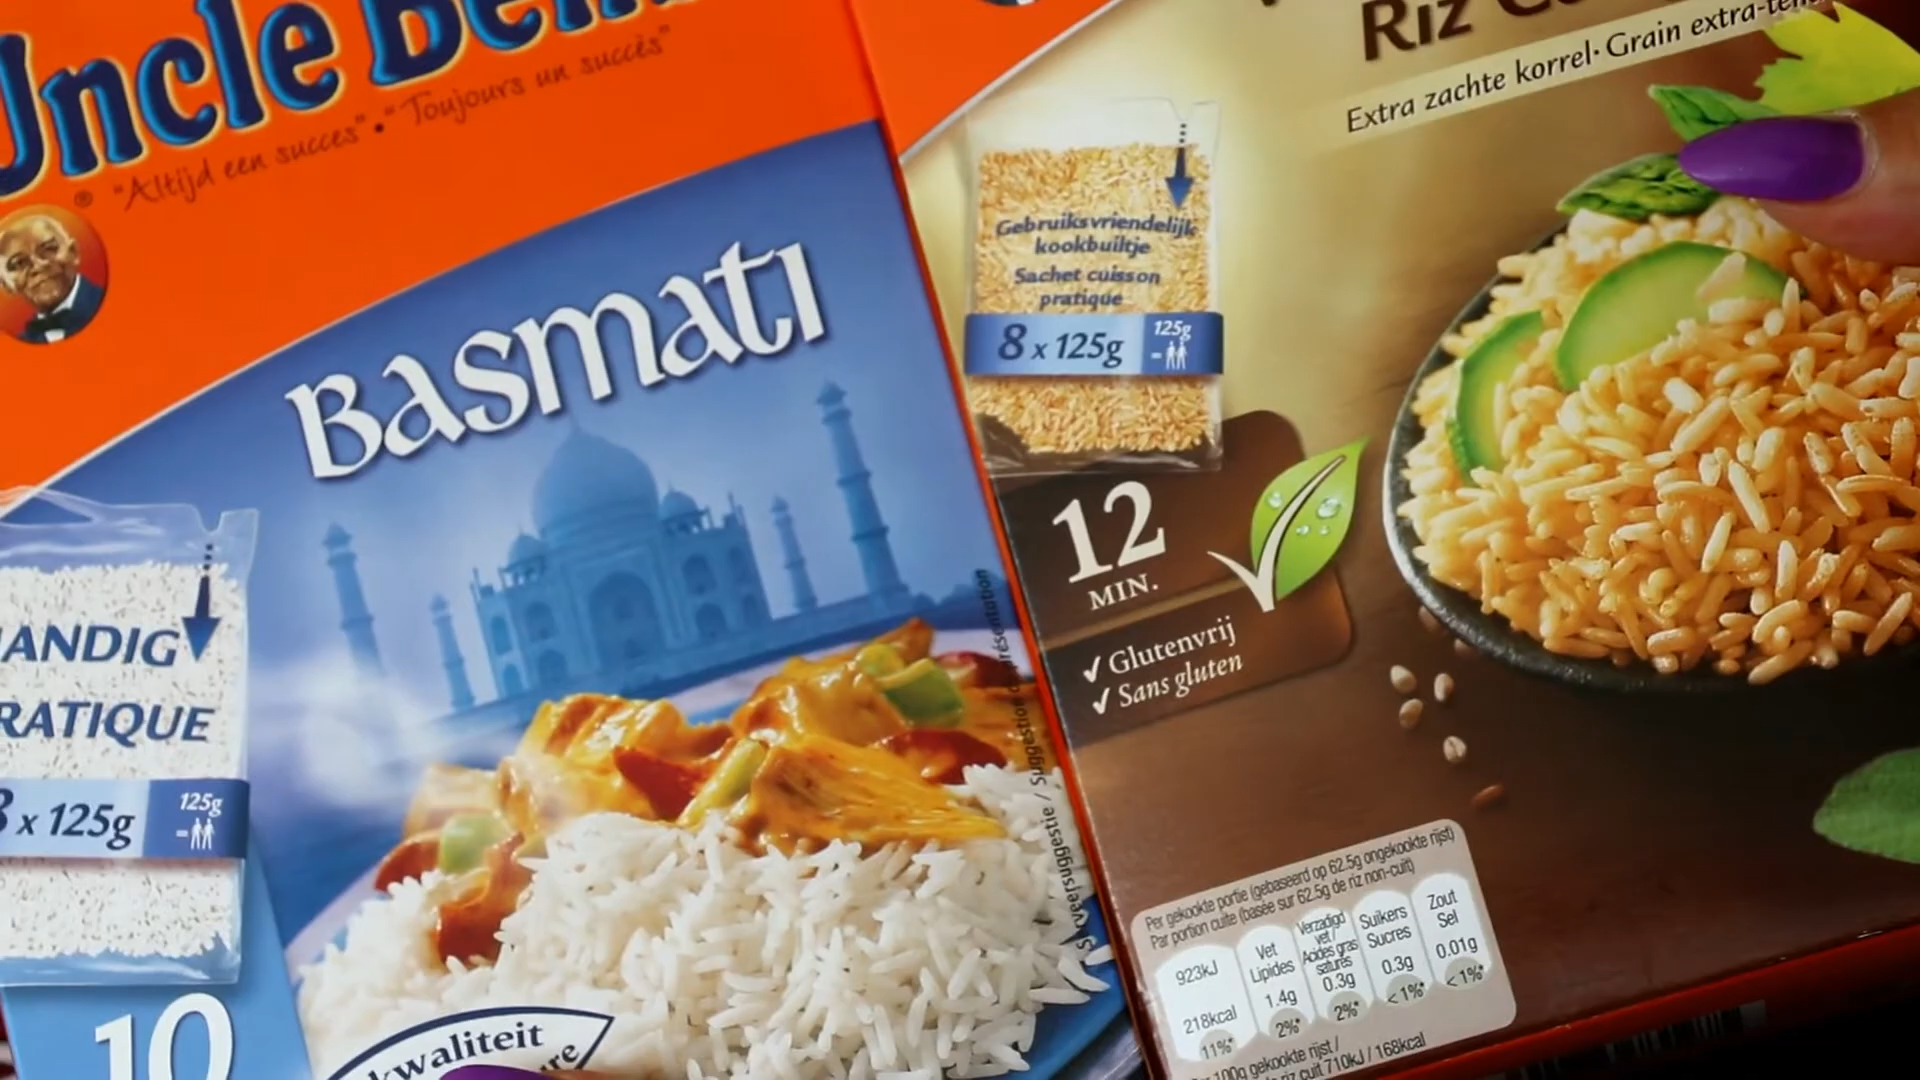 Uncle Ben
® "Altijd een succes" • "Toujours un succès"
BASMATI
ANDIG
RATIQUE
x 125g
125g
10
kwaliteit
Suggestie
Riz
Extra zachte korrel · Grain
Gebruiksvriendelijk
kookbuiltje
Sachet cuisson
pratique
8 x 125g
125g
12
MIN.
Glutenvrij
Sans gluten
Per gekookte portie (gebaseerd op 62.5g ongekookte rijst)
Par portion cuite (basée sur 62.5g de riz non-cuit)
923kJ
218kcal
11%*
Vet
Lipides
1.4g
2%*
Verzadigd
vet /
Acides gras
saturés
0.3g
2%*
Suikers
Sucres
0.3g
< 1%*
Zout
Sel
0.01g
< 1%*
100g gekookte rijst /
riz cuit 710kJ / 168kcal